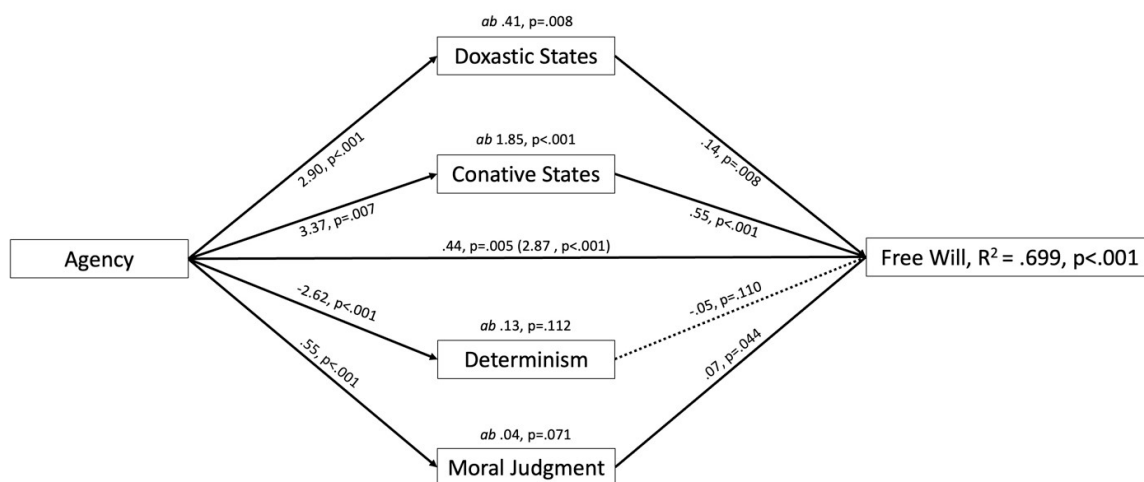 ab .41, p=.008
Doxastic States
2.90, p<.001
.14, p=.008
ab 1.85, p<.001
Conative States
3.37, p=.007
.55, p<.001
Agency
.44, p=.005 (2.87 , p<.001)
Free Will, R² = .699, p<.001
-2.62, p<.001
-.05, p=.110
ab .13, p=.112
Determinism
.55, p<.001
.07, p=.044
ab .04, p=.071
Moral Judgment